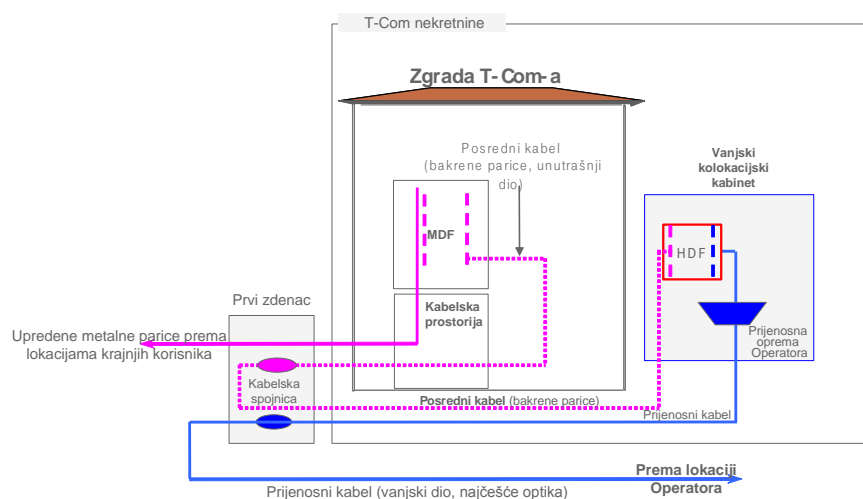 T-Com nekretnine
Zgrada T-Com-a
Posredni kabel
(bakrene parice, unutrašnji
dio)
Vanjski
kolokacijski
kabinet
MDF
HDF
Prvi zdenac
Kabelska
prostorija
Upredene metalne parice prema
lokacijama krajnjih korisnika
Prijenosna
oprema
Operatora
Kabelska
spojnica
Posredni kabel (bakrene parice)
Prijenosni kabel
Prema lokaciji
Operatora
Prijenosni kabel (vanjski dio, najčešće optika)